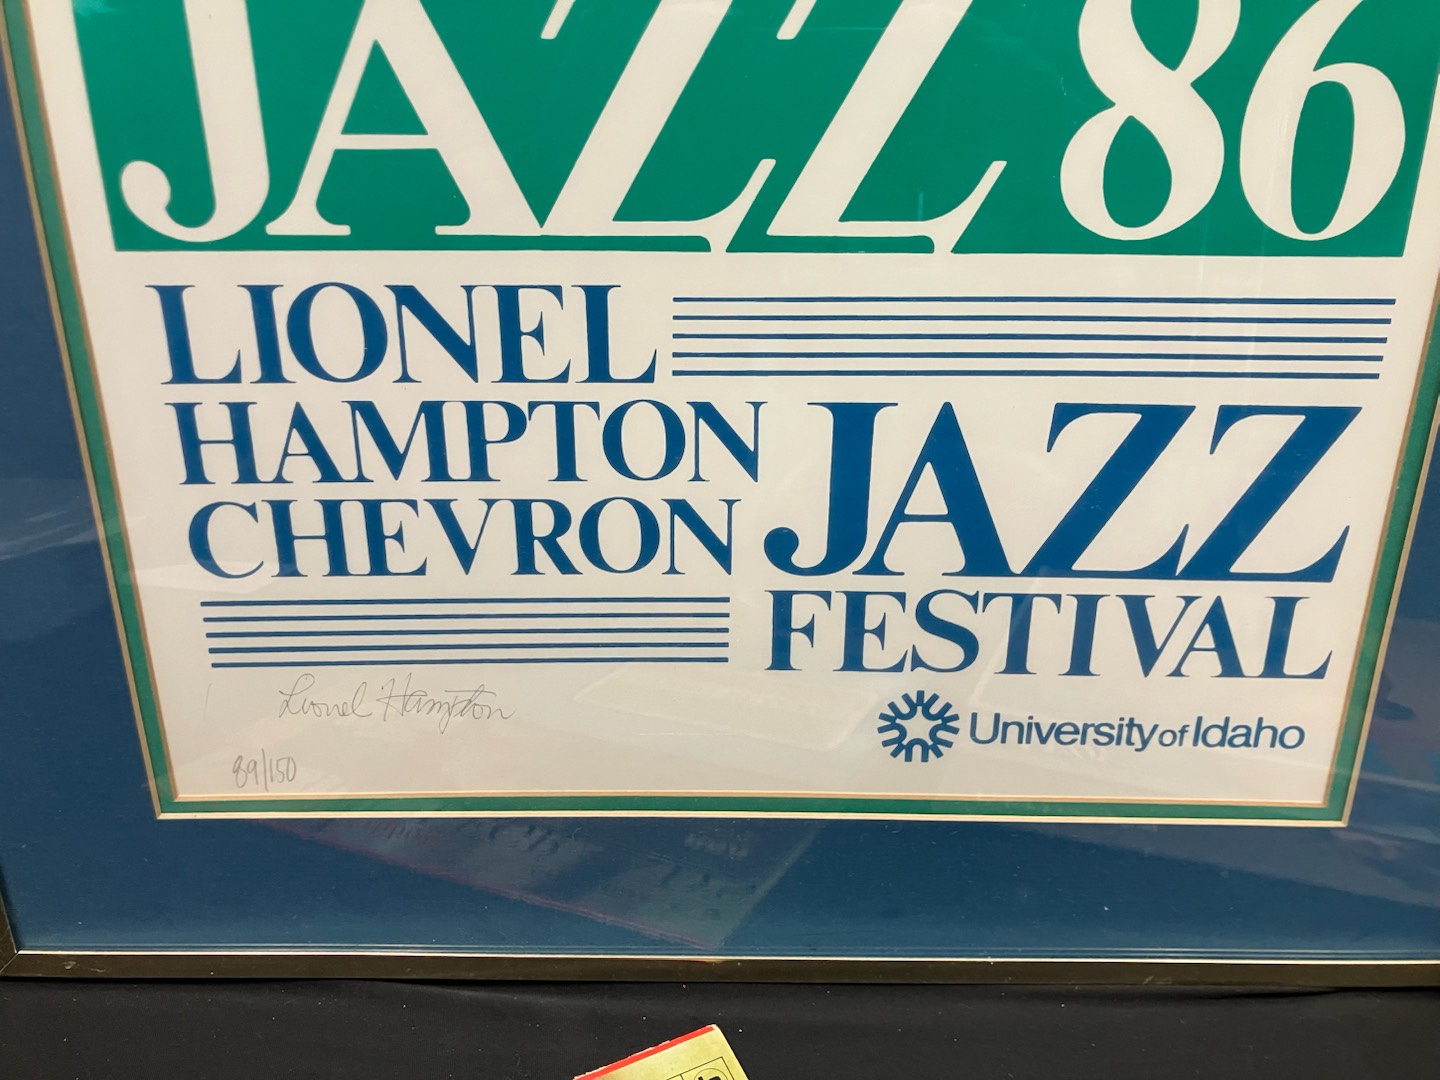 JAZZ 86
LIONEL
HAMPTON
CHEVRON
JAZZ
FESTIVAL
Lionel Hampton
University of Idaho
89/150